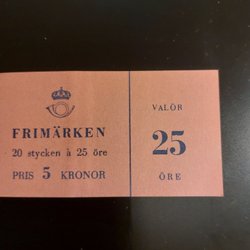 FRIMÄRKEN
20 stycken à 25 öre
PRIS 5 KRONOR
VALÖR
25
ÖRE